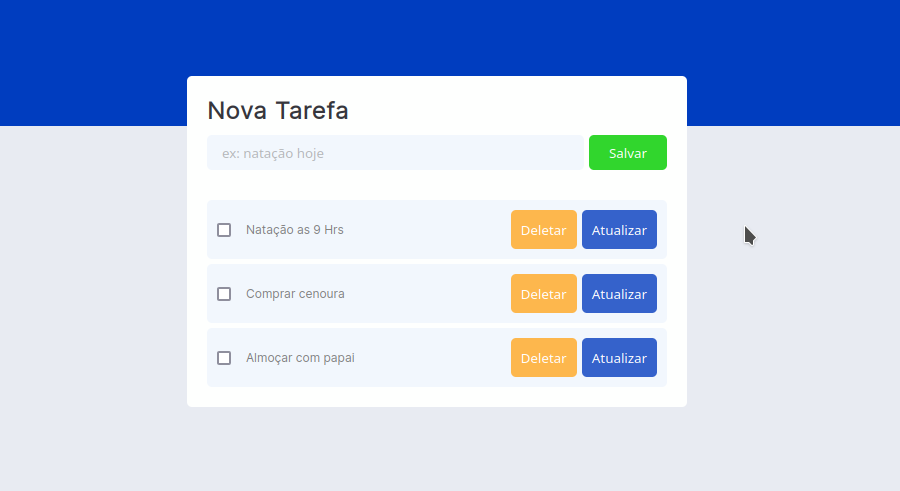 Nova Tarefa
ex: natação hoje Salvar
Natação as 9 Hrs Deletar Atualizar
Comprar cenoura Deletar Atualizar
Almoçar com papai Deletar Atualizar